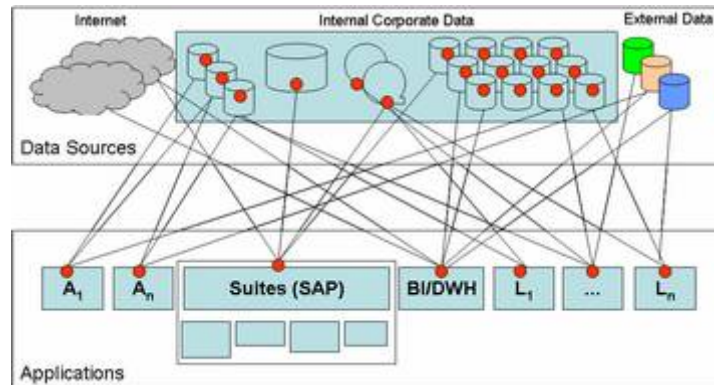 Internet
Internal Corporate Data
External Data
Data Sources
A1
An
Suites (SAP)
BI/DWH
L1
...
Ln
Applications